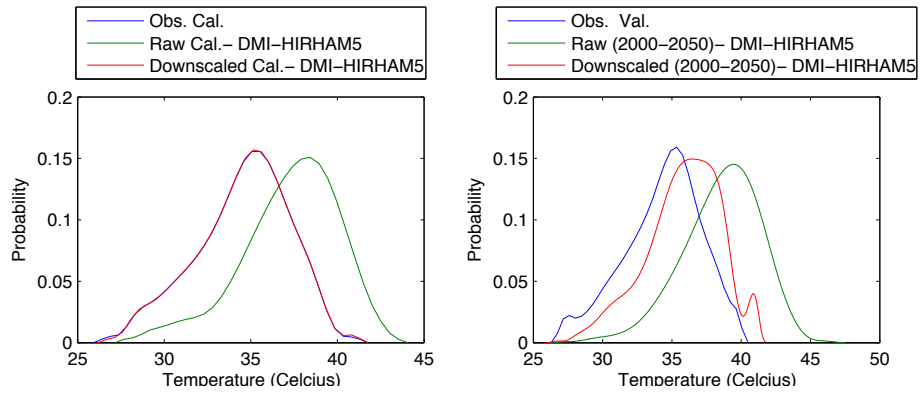 Obs. Cal.
Raw Cal.– DMI–HIRHAM5
Downscaled Cal.– DMI–HIRHAM5
0.2
0.15
0.1
0.05
0
Probability
25 30 35 40 45
Temperature (Celcius)
Obs. Val.
Raw (2000–2050)– DMI–HIRHAM5
Downscaled (2000–2050)– DMI–HIRHAM5
0.2
0.15
0.1
0.05
0
Probability
25 30 35 40 45 50
Temperature (Celcius)